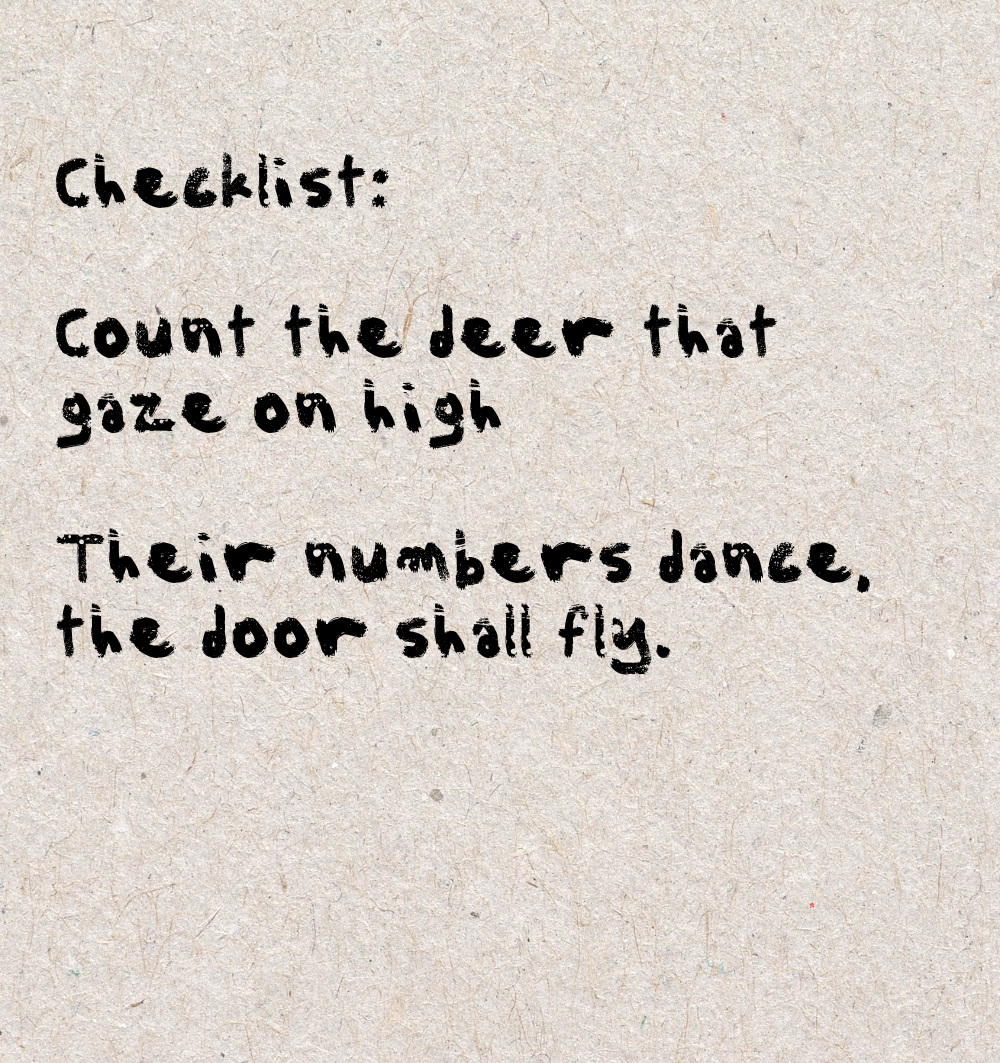 Checklist:
Count the deer that
gaze on high
Their numbers dance,
the door shall fly.